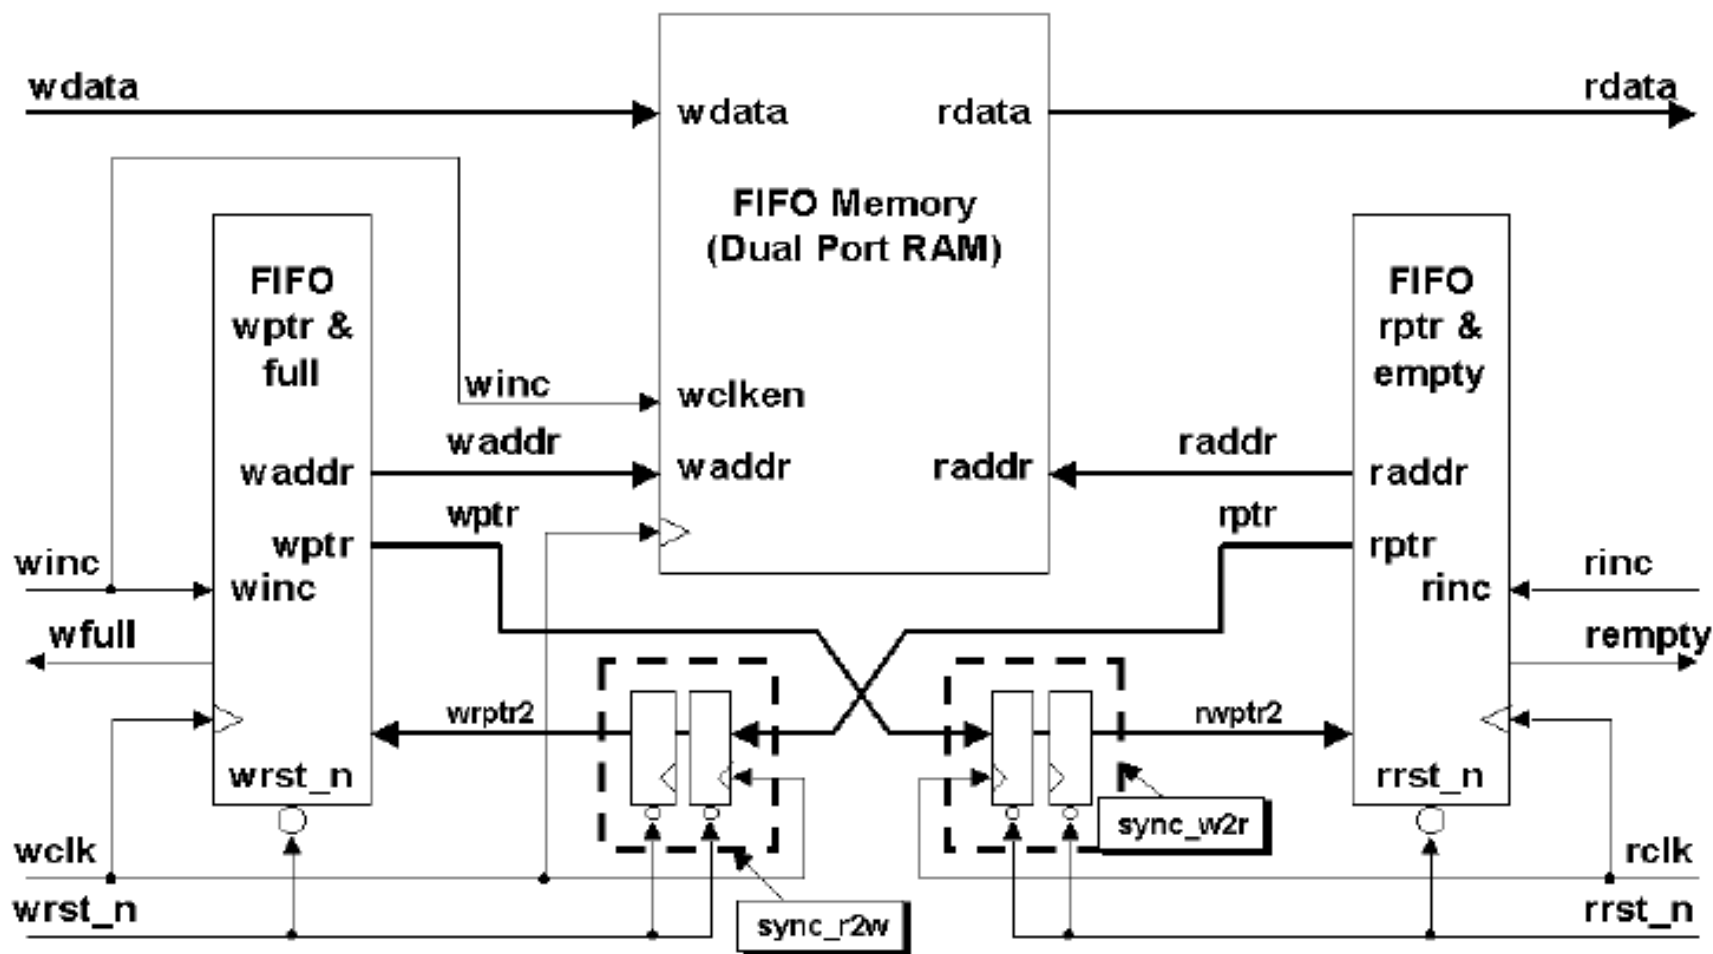 wdata
wdata
rdata
rdata
FIFO Memory
(Dual Port RAM)
FIFO
wptr &
full
FIFO
rptr &
empty
winc
wclken
waddr
waddr
waddr
raddr
raddr
raddr
wptr
wptr
rptr
rptr
winc
winc
rinc
rinc
wfull
rempty
wrptr2
rwptr2
wrst_n
rrst_n
sync_w2r
wclk
rclk
wrst_n
sync_r2w
rrst_n